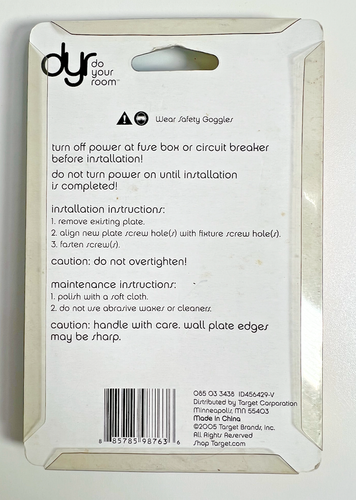 dyr do
your
room™
Wear Safety Goggles
turn off power at fuse box or circuit breaker
before installation!
do not turn power on until installation
is completed!
installation instructions:
1. remove existing plate.
2. align new plate screw hole(s) with fixture screw hole(s).
3. fasten screw(s).
caution: do not overtighten!
maintenance instructions:
1. polish with a soft cloth.
2. do not use abrasive waxes or cleaners.
caution: handle with care. wall plate edges
may be sharp.
085 03 3438 ID456429-V
Distributed by Target Corporation
Minneapolis, MN 55403
Made in China
©2005 Target Brands, Inc.
All Rights Reserved
Shop Target.com
8 85785 98763 6